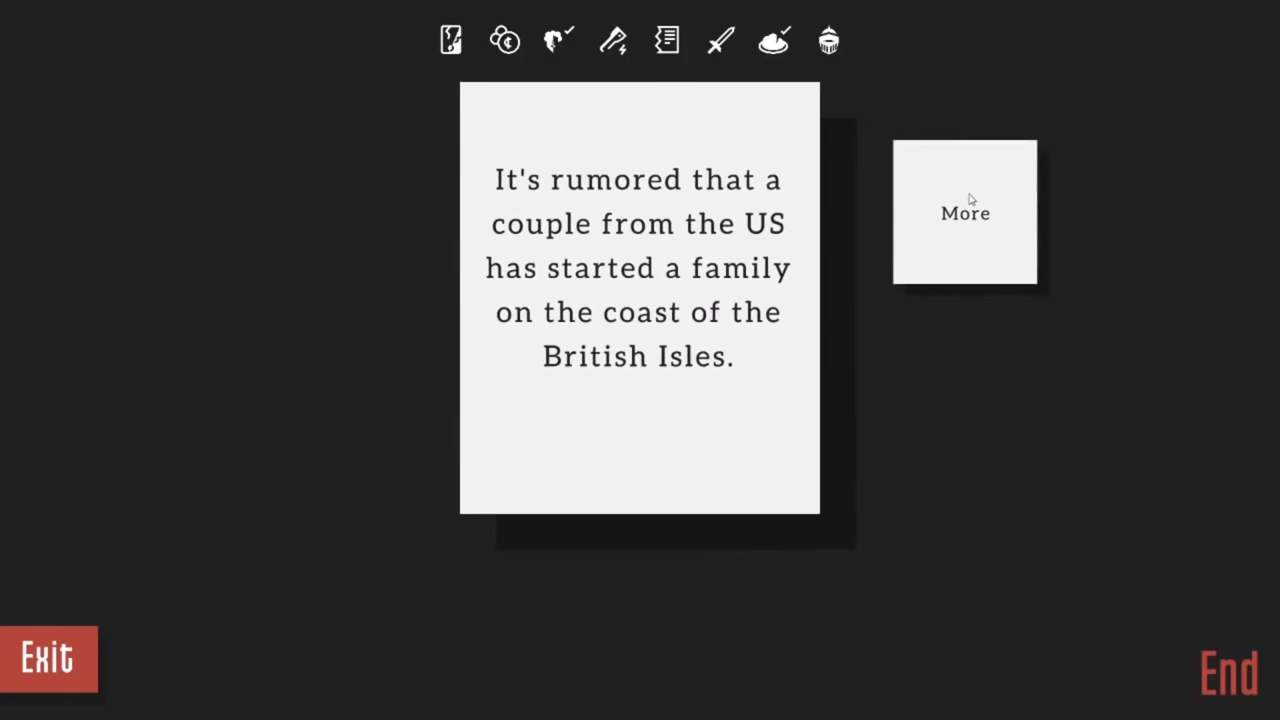 It's rumored that a
couple from the US
has started a family
on the coast of the
British Isles.
More
Exit
End